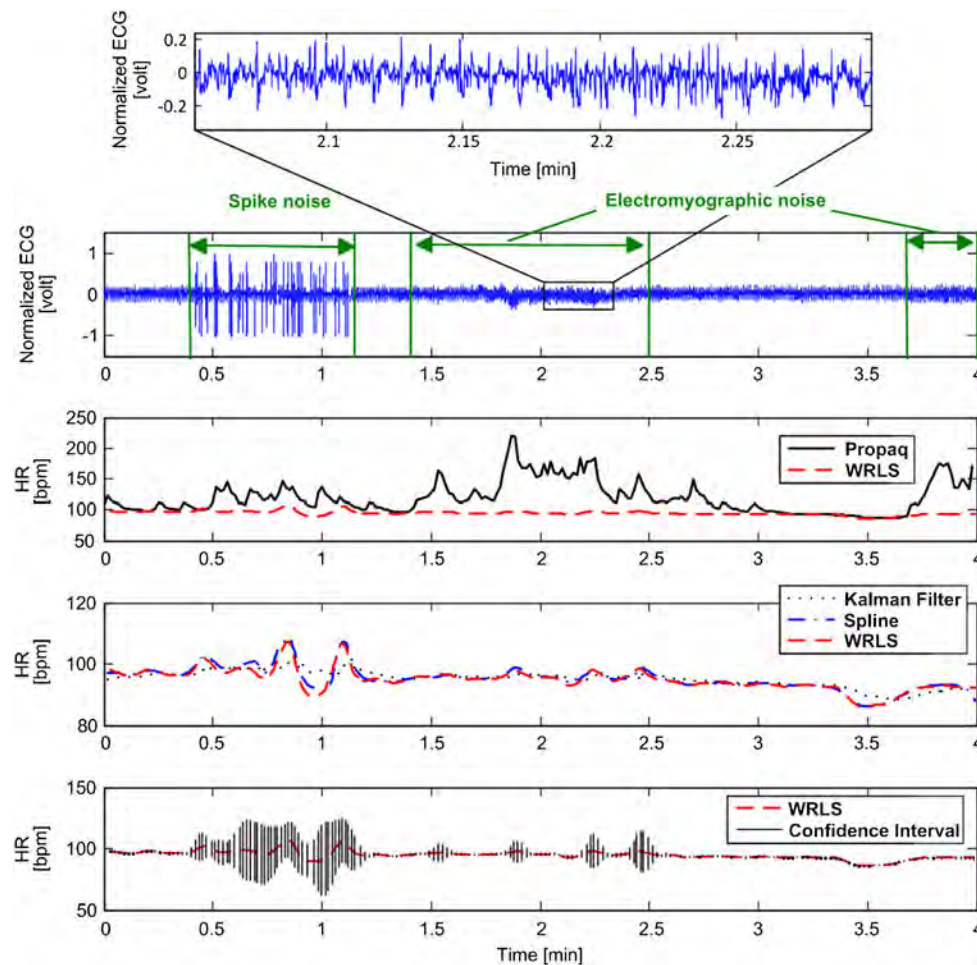 Normalized ECG
[volt]
0.2
0
-0.2
2.1
2.15
2.2
2.25
Time [min]
Spike noise
Electromyographic noise
Normalized ECG
[volt]
1
0
-1
0
0.5
1
1.5
2
2.5
3
3.5
4
HR
[bpm]
250
200
150
100
50
Propaq
WRLS
0
0.5
1
1.5
2
2.5
3
3.5
4
HR
[bpm]
120
100
80
Kalman Filter
Spline
WRLS
0
0.5
1
1.5
2
2.5
3
3.5
4
HR
[bpm]
150
100
50
WRLS
Confidence Interval
0
0.5
1
1.5
2
2.5
3
3.5
4
Time [min]